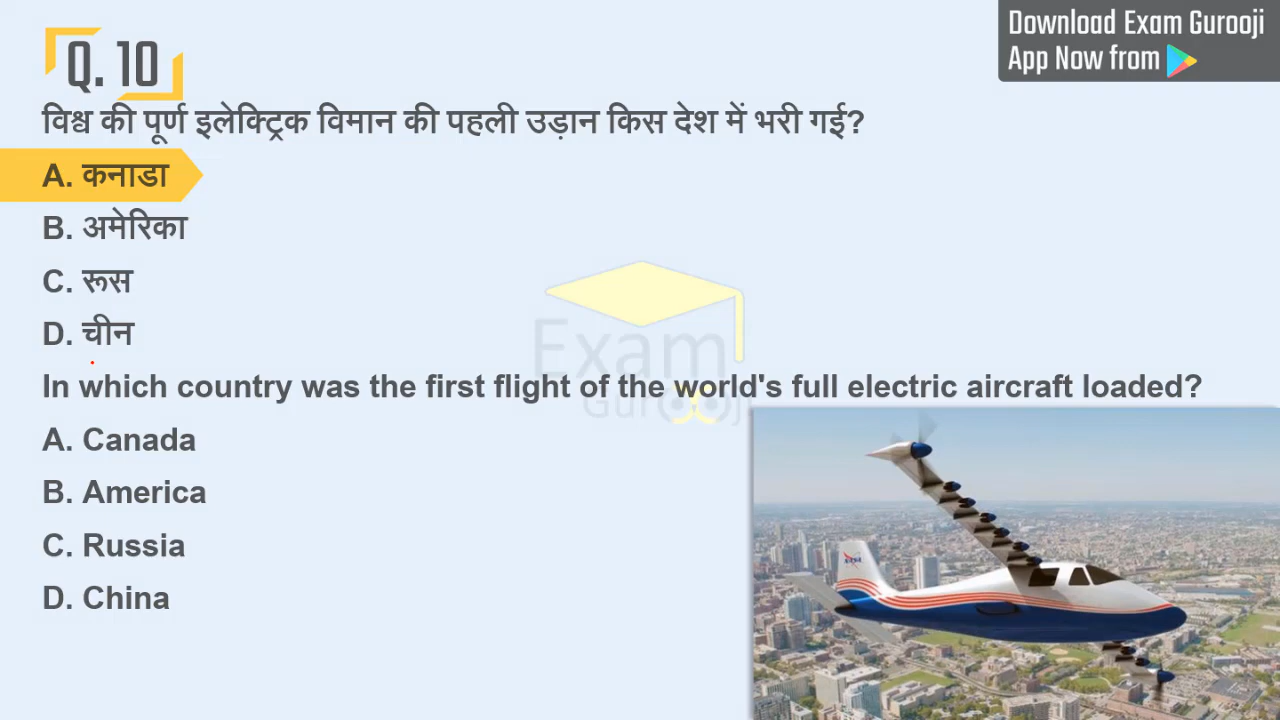 Download Exam Gurooji
App Now from
Q. 10
विश्व की पूर्ण इलेक्ट्रिक विमान की पहली उड़ान किस देश में भरी गई?
A. कनाडा
B. अमेरिका
C. रूस
D. चीन
Exam
Gurooji
In which country was the first flight of the world's full electric aircraft loaded?
A. Canada
B. America
C. Russia
D. China
NASA